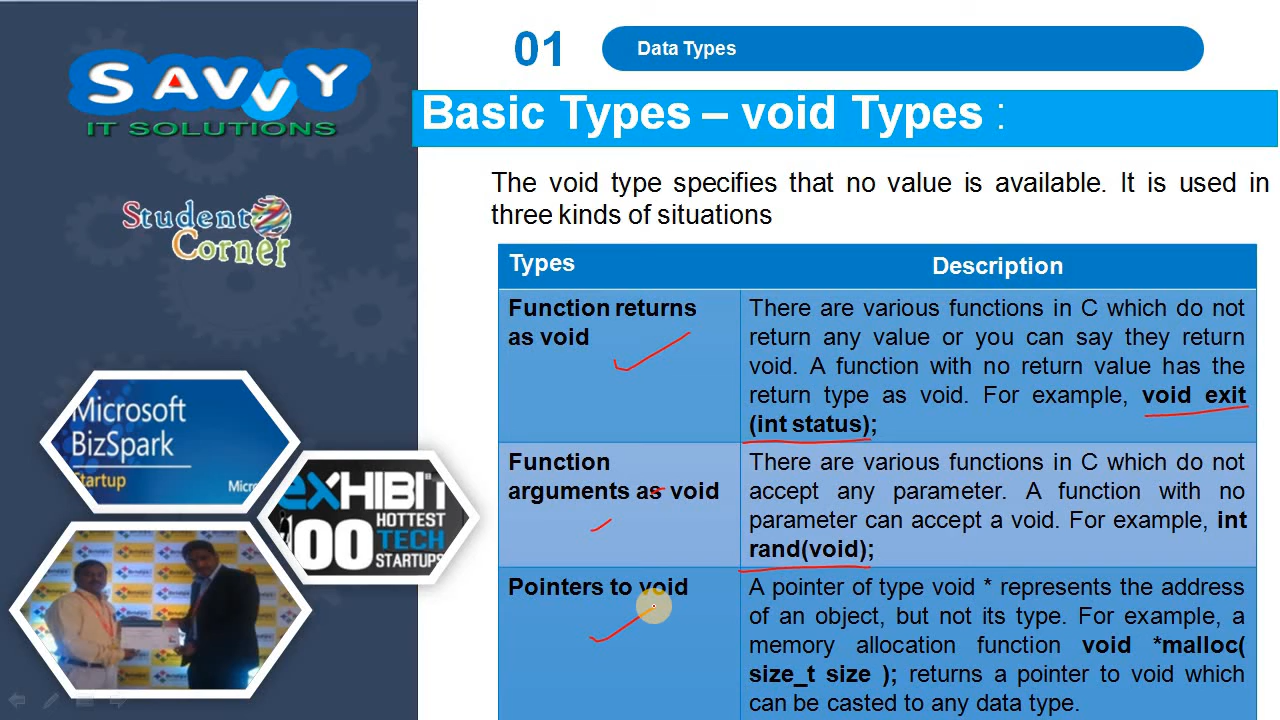 SAVVY
IT SOLUTIONS
Student
Corner
Microsoft
BizSpark
Startup
Micr
eXHIBIT
100 HOTTEST
TECH
STARTUPS
01
Data Types
Basic Types – void Types :
The void type specifies that no value is available. It is used in
three kinds of situations
Types
Description
Function returns
as void
There are various functions in C which do not
return any value or you can say they return
void. A function with no return value has the
return type as void. For example, void exit
(int status);
Function
arguments as void
There are various functions in C which do not
accept any parameter. A function with no
parameter can accept a void. For example, int
rand(void);
Pointers to void
A pointer of type void * represents the address
of an object, but not its type. For example, a
memory allocation function void *malloc(
size_t size ); returns a pointer to void which
can be casted to any data type.